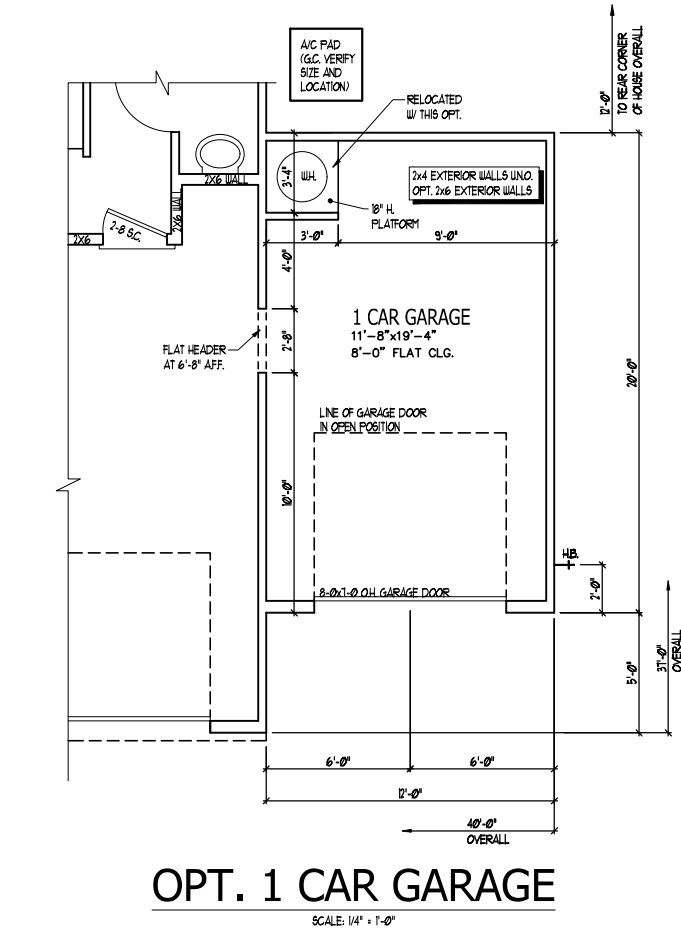 A/C PAD
(G.C. VERIFY
SIZE AND
LOCATION)
12'-0"
TO REAR CORNER
OF HOUSE OVERALL
RELOCATED
W/ THIS OPT.
W.H.
3'-4"
2x4 EXTERIOR WALLS U.N.O.
OPT. 2x6 EXTERIOR WALLS
2X6 WALL
2X6 WALL
18" H.
PLATFORM
2-8 S.C.
2X6
3'-0"
9'-0"
4'-0"
1 CAR GARAGE
11'-8"x19'-4"
8'-0" FLAT CLG.
2'-8"
FLAT HEADER
AT 6'-8" A.F.F.
20'-0"
LINE OF GARAGE DOOR
IN OPEN POSITION
10'-0"
H.B.
2'-0"
8-0x7-0 O.H. GARAGE DOOR
5'-0"
37'-0"
OVERALL
6'-0"
6'-0"
12'-0"
40'-0"
OVERALL
OPT. 1 CAR GARAGE
SCALE: 1/4" = 1'-0"